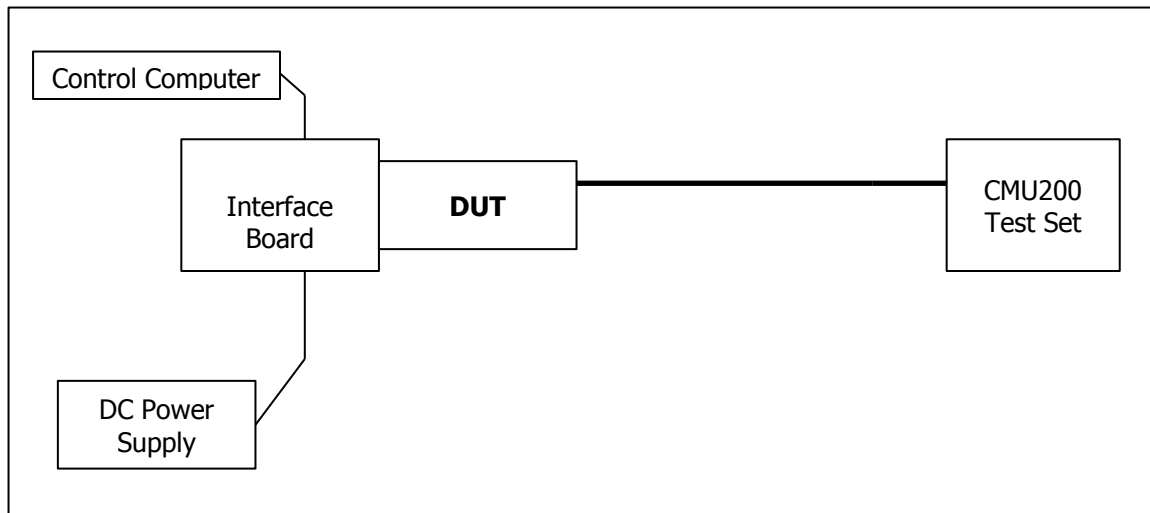 Control Computer
Interface
Board
DUT
CMU200
Test Set
DC Power
Supply